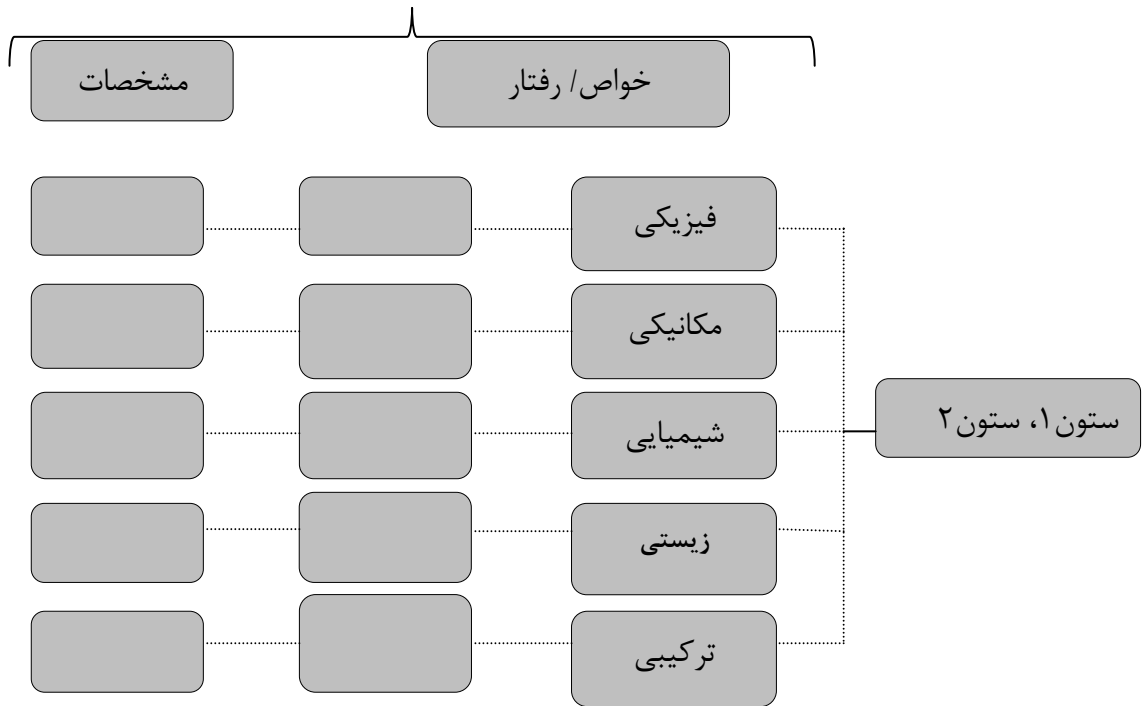 خواص/ رفتار
مشخصات
فیزیکی
مکانیکی
شیمیایی
زیستی
ترکیبی
ستون۱، ستون۲